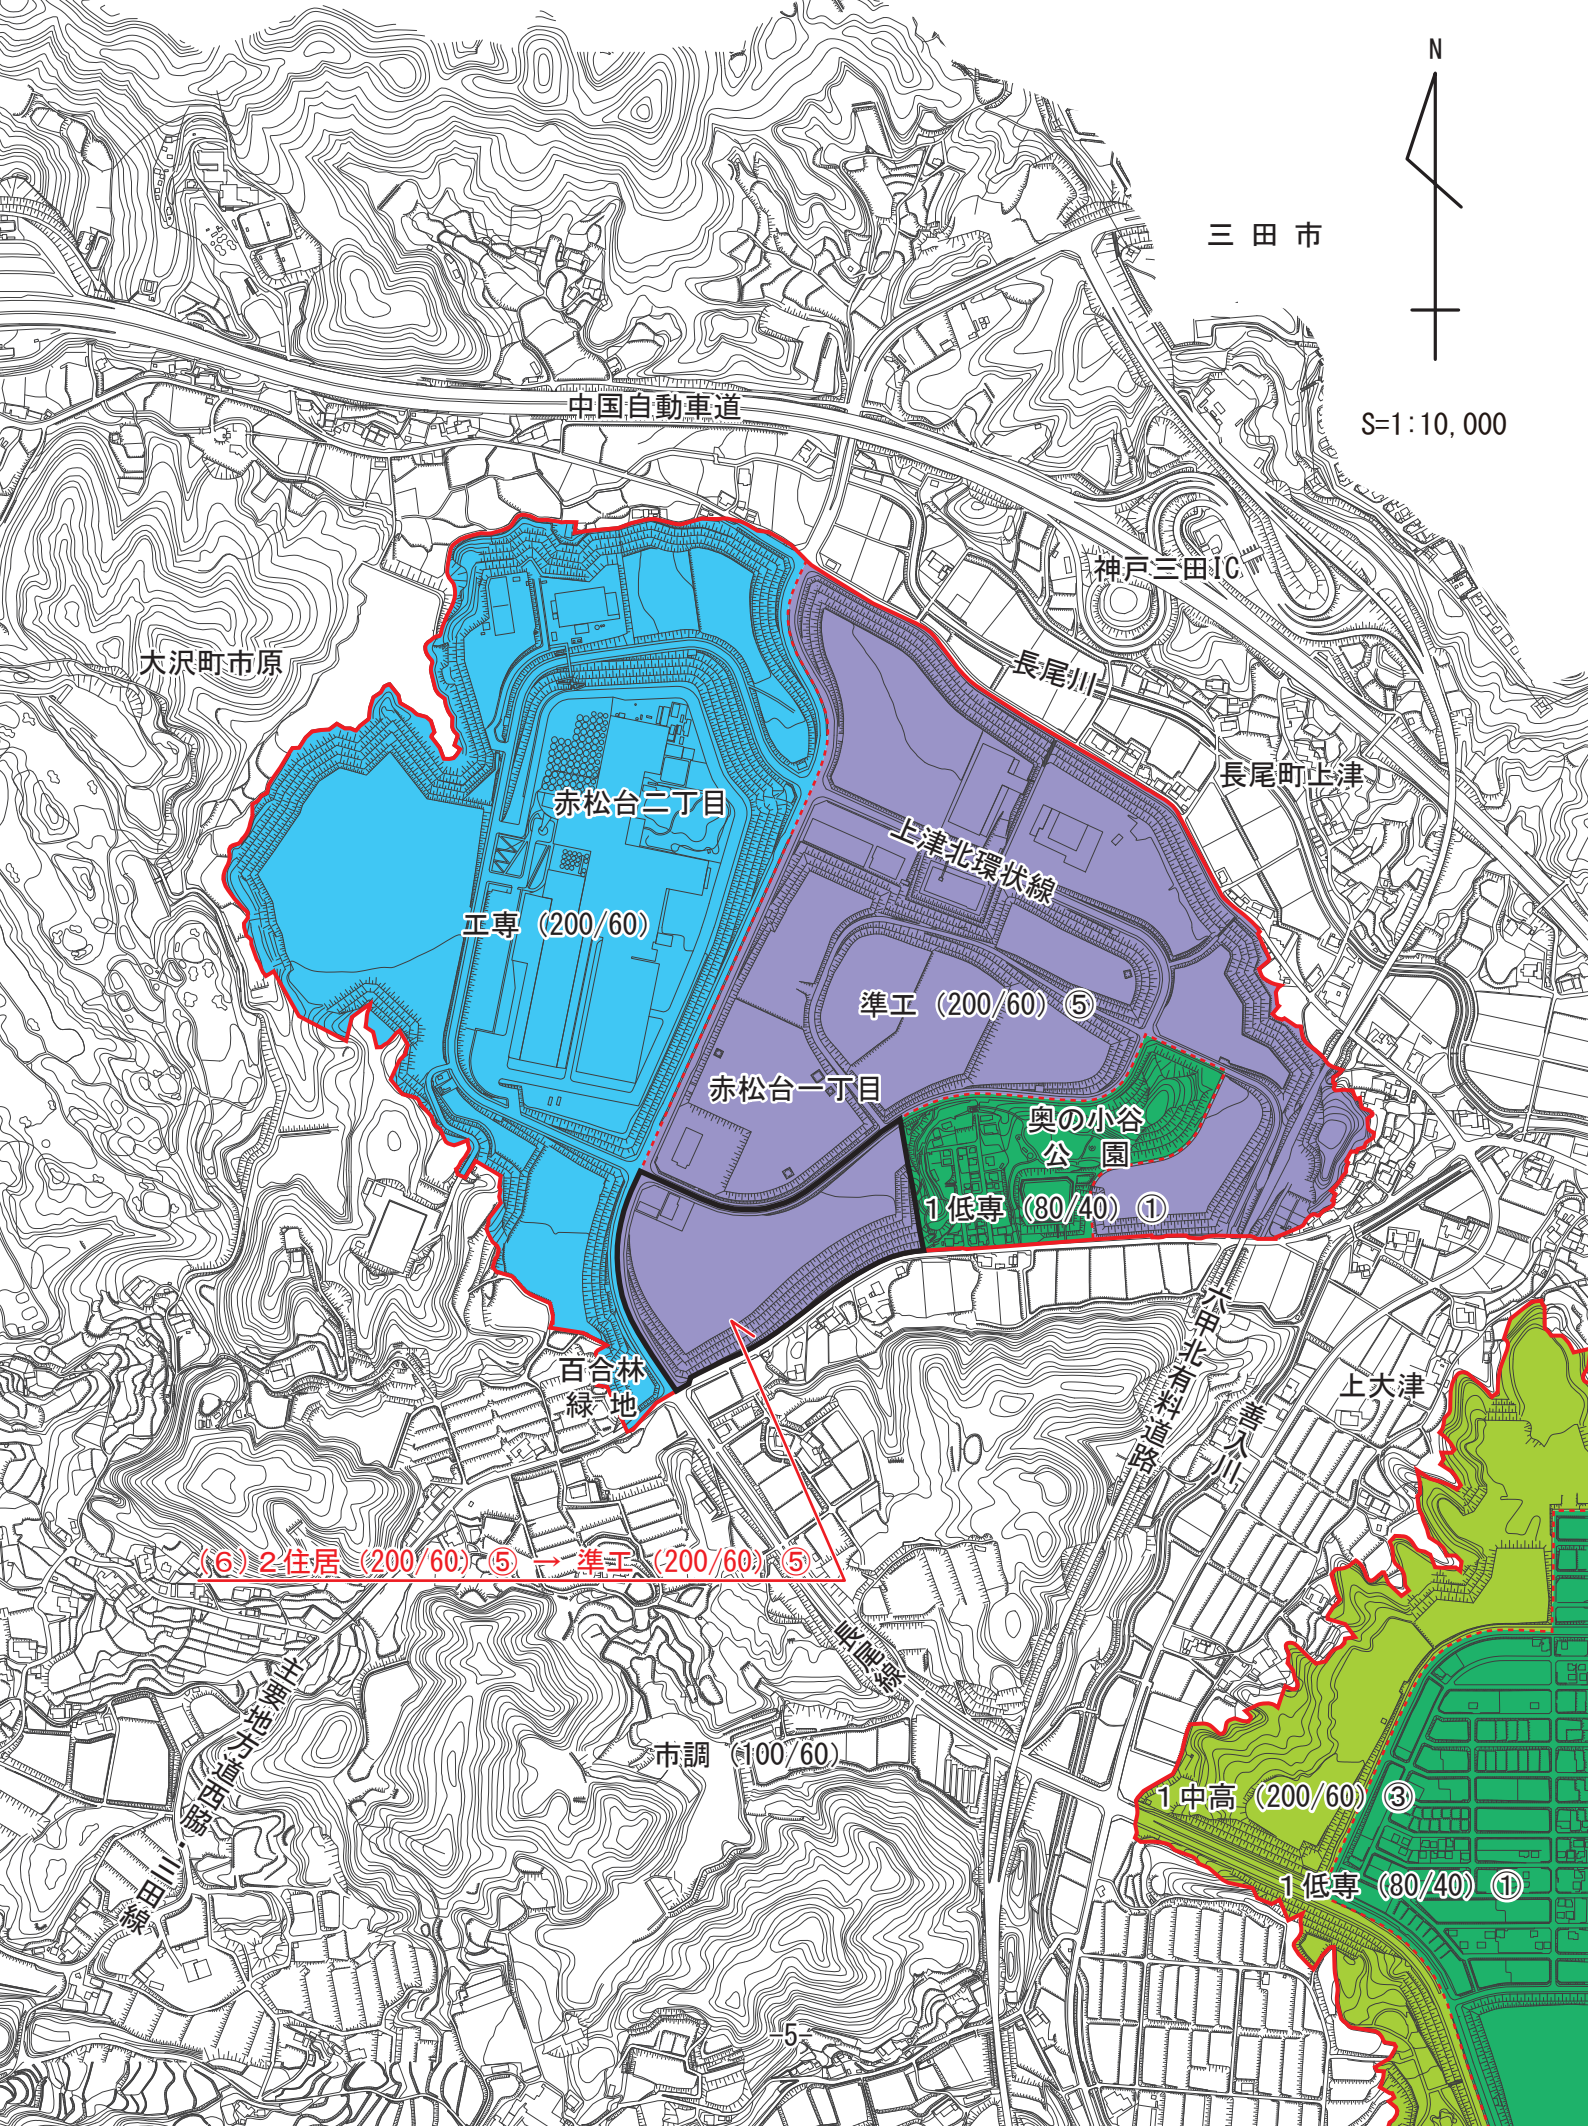 N
三田市
S=1:10,000
中国自動車道
神戸三田IC
大沢町市原
長尾川
長尾町上津
赤松台二丁目
上津北環状線
工専(200/60)
準工(200/60)⑤
赤松台一丁目
奥の小谷
公園
1低専(80/40)①
六甲北有料道路
百合林
緑地
上大津
善入川
(6)2住居(200/60)⑤→準工(200/60)⑤
長尾線
主要地方道西脇・三田線
市調(100/60)
1中高(200/60)③
1低専(80/40)①
-5-